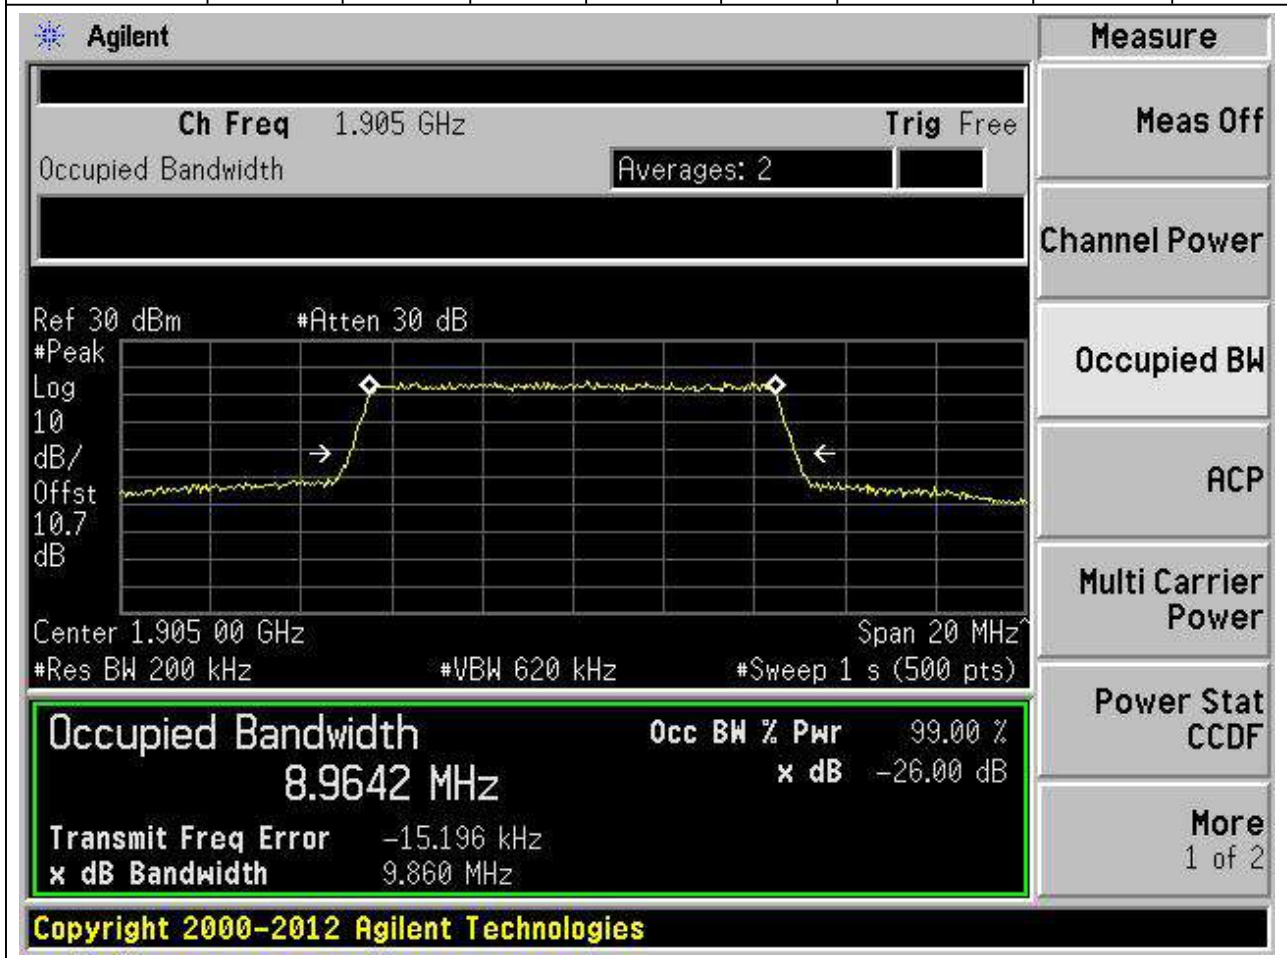 Agilent
Measure
Ch Freq 1.905 GHz Trig Free
Meas Off
Occupied Bandwidth Averages: 2
Channel Power
Ref 30 dBm #Atten 30 dB
#Peak
Log
10
dB/
Offst
10.7
dB
Occupied BW
ACP
Center 1.905 00 GHz Span 20 MHz^
#Res BW 200 kHz #VBW 620 kHz #Sweep 1 s (500 pts)
Multi Carrier
Power
Occupied Bandwidth Occ BW % Pwr 99.00 %
8.9642 MHz x dB -26.00 dB
Power Stat
CCDF
Transmit Freq Error -15.196 kHz
x dB Bandwidth 9.860 MHz
More
1 of 2
Copyright 2000-2012 Agilent Technologies